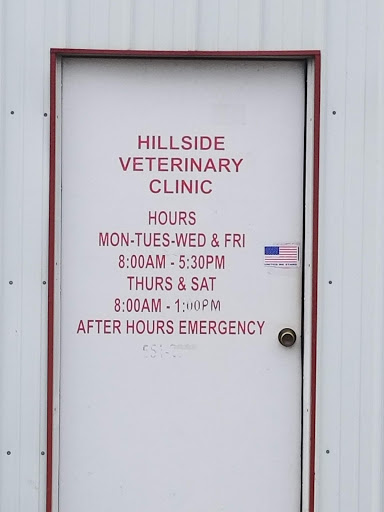 HILLSIDE
VETERINARY
CLINIC
HOURS
MON-TUES-WED & FRI
8:00AM - 5:30PM
THURS & SAT
8:00AM - 1:00PM
AFTER HOURS EMERGENCY